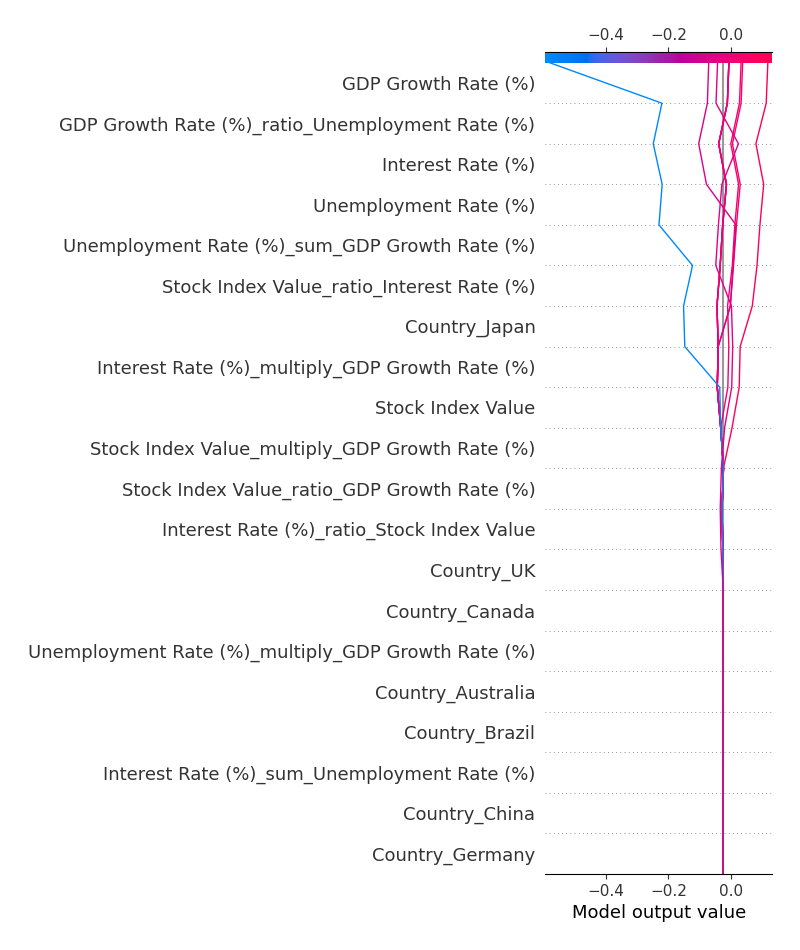 −0.4 −0.2 0.0
GDP Growth Rate (%)
GDP Growth Rate (%)_ratio_Unemployment Rate (%)
Interest Rate (%)
Unemployment Rate (%)
Unemployment Rate (%)_sum_GDP Growth Rate (%)
Stock Index Value_ratio_Interest Rate (%)
Country_Japan
Interest Rate (%)_multiply_GDP Growth Rate (%)
Stock Index Value
Stock Index Value_multiply_GDP Growth Rate (%)
Stock Index Value_ratio_GDP Growth Rate (%)
Interest Rate (%)_ratio_Stock Index Value
Country_UK
Country_Canada
Unemployment Rate (%)_multiply_GDP Growth Rate (%)
Country_Australia
Country_Brazil
Interest Rate (%)_sum_Unemployment Rate (%)
Country_China
Country_Germany
−0.4 −0.2 0.0
Model output value